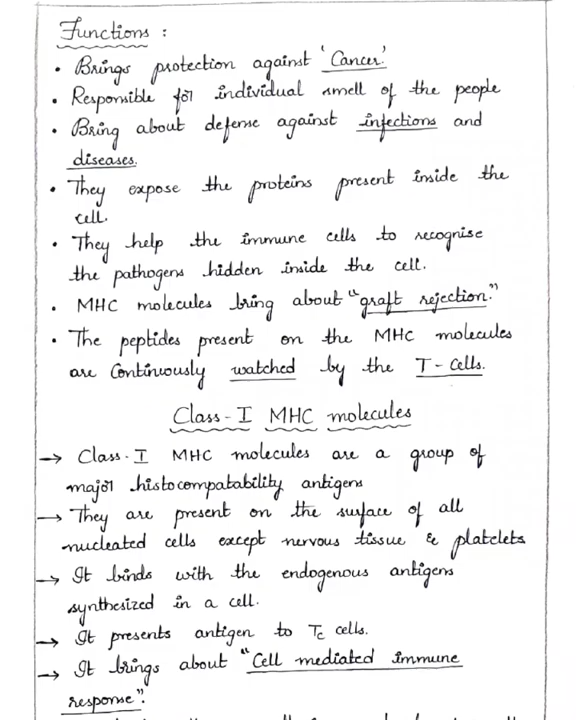 Functions :
• Brings protection against 'Cancer'
• Responsible for individual smell of the people
• Bring about defense against infections and
diseases.
• They expose the proteins present inside the
cell.
• They help the immune cells to recognise
the pathogens hidden inside the cell.
• MHC molecules bring about "graft rejection."
• The peptides present on the MHC molecules
are Continuously watched by the T-Cells.
Class-I MHC molecules
→ Class-I MHC molecules are a group of
major histocompatability antigens
→ They are present on the surface of all
nucleated cells except nervous tissue & platelets
→ It binds with the endogenous antigens
synthesized in a cell.
→ It presents antigen to Tc cells.
→ It brings about "Cell mediated immune
response".